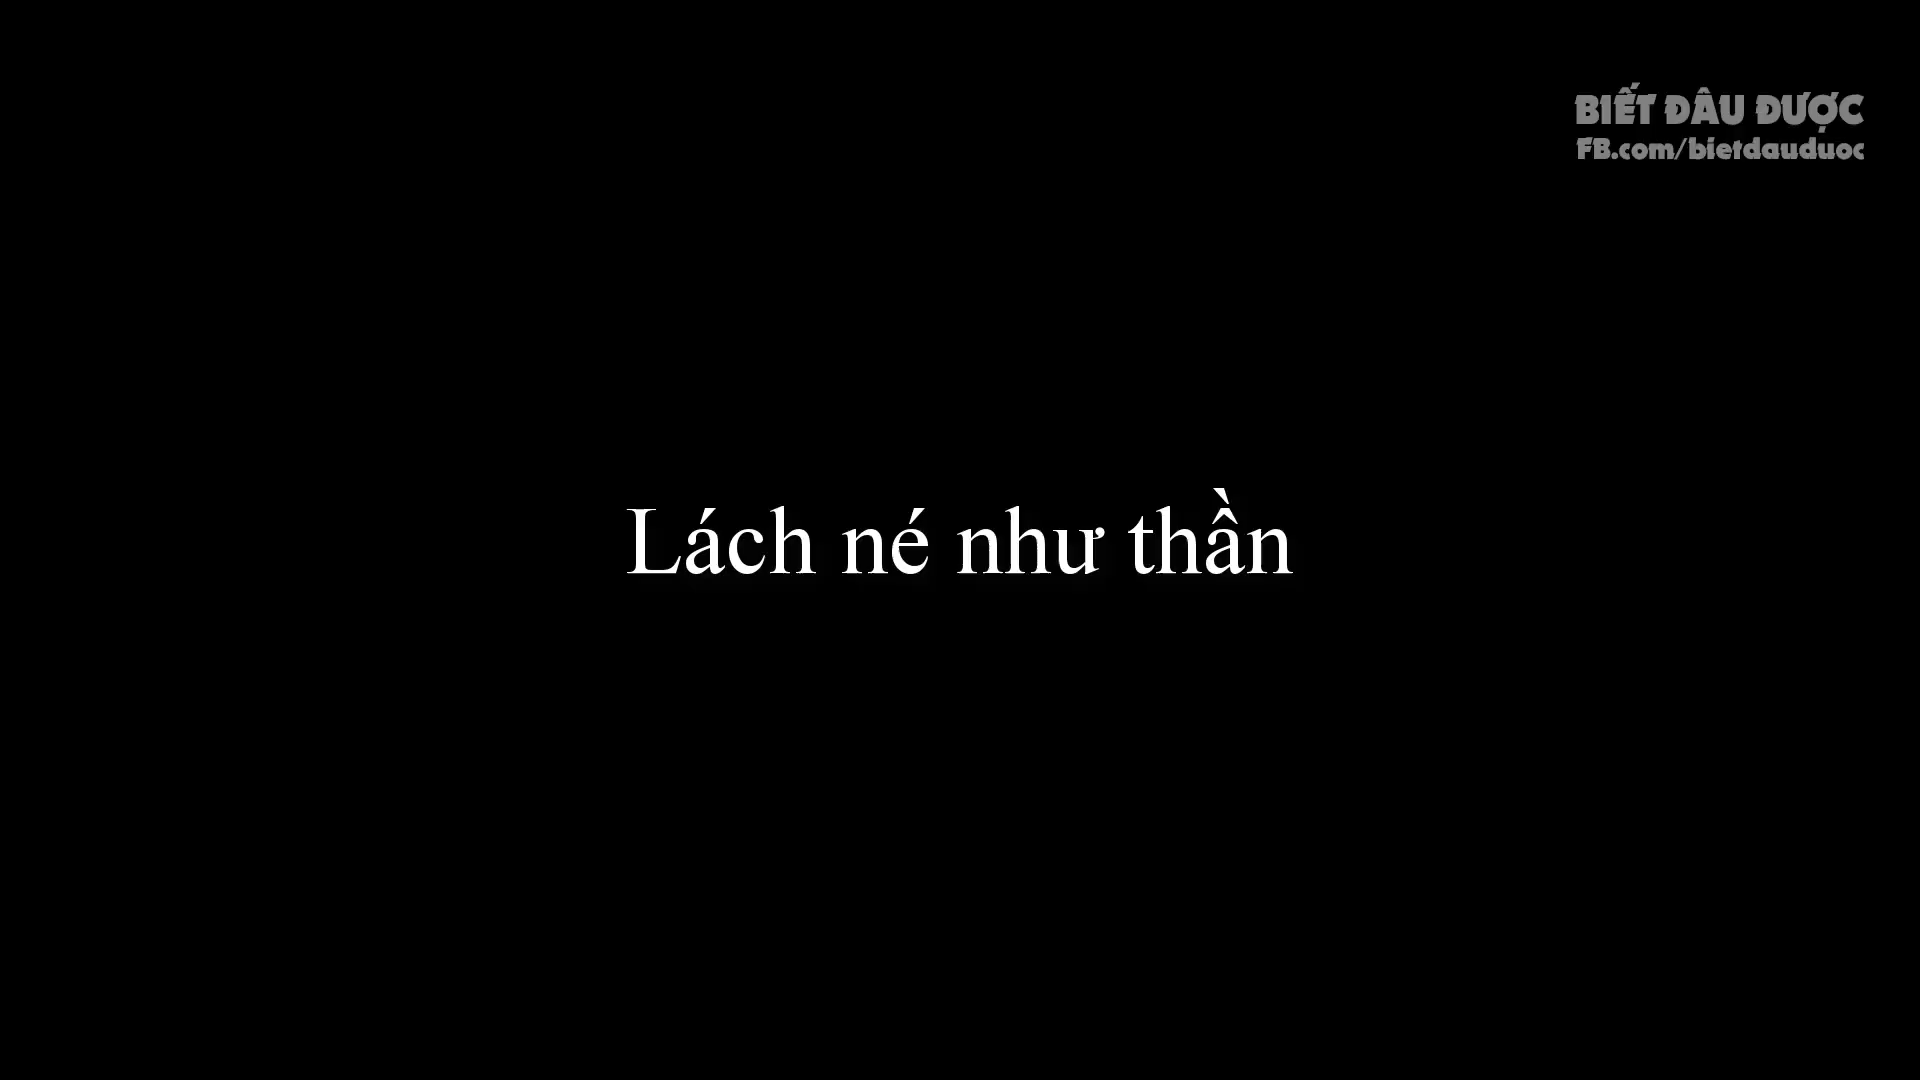 BIẾT ĐÂU ĐƯỢC
FB.com/bietdauduoc
Lách né như thần